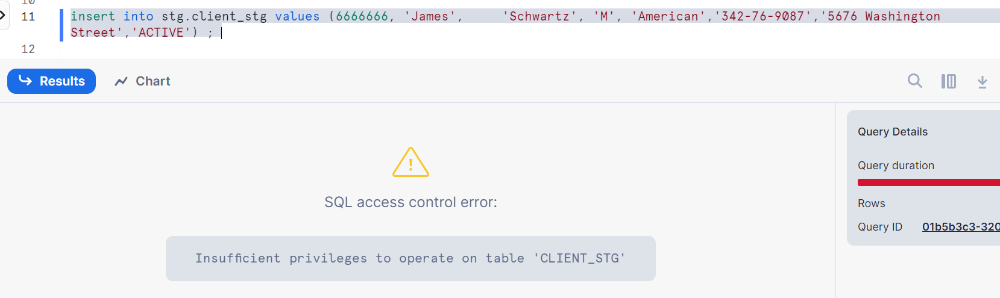 10
11 insert into stg.client_stg values (6666666, 'James',    'Schwartz', 'M', 'American','342-76-9087','5676 Washington
Street','ACTIVE') ;
12
Results Chart
SQL access control error:
Insufficient privileges to operate on table 'CLIENT_STG'
Query Details
Query duration
Rows
Query ID 01b5b3c3-320